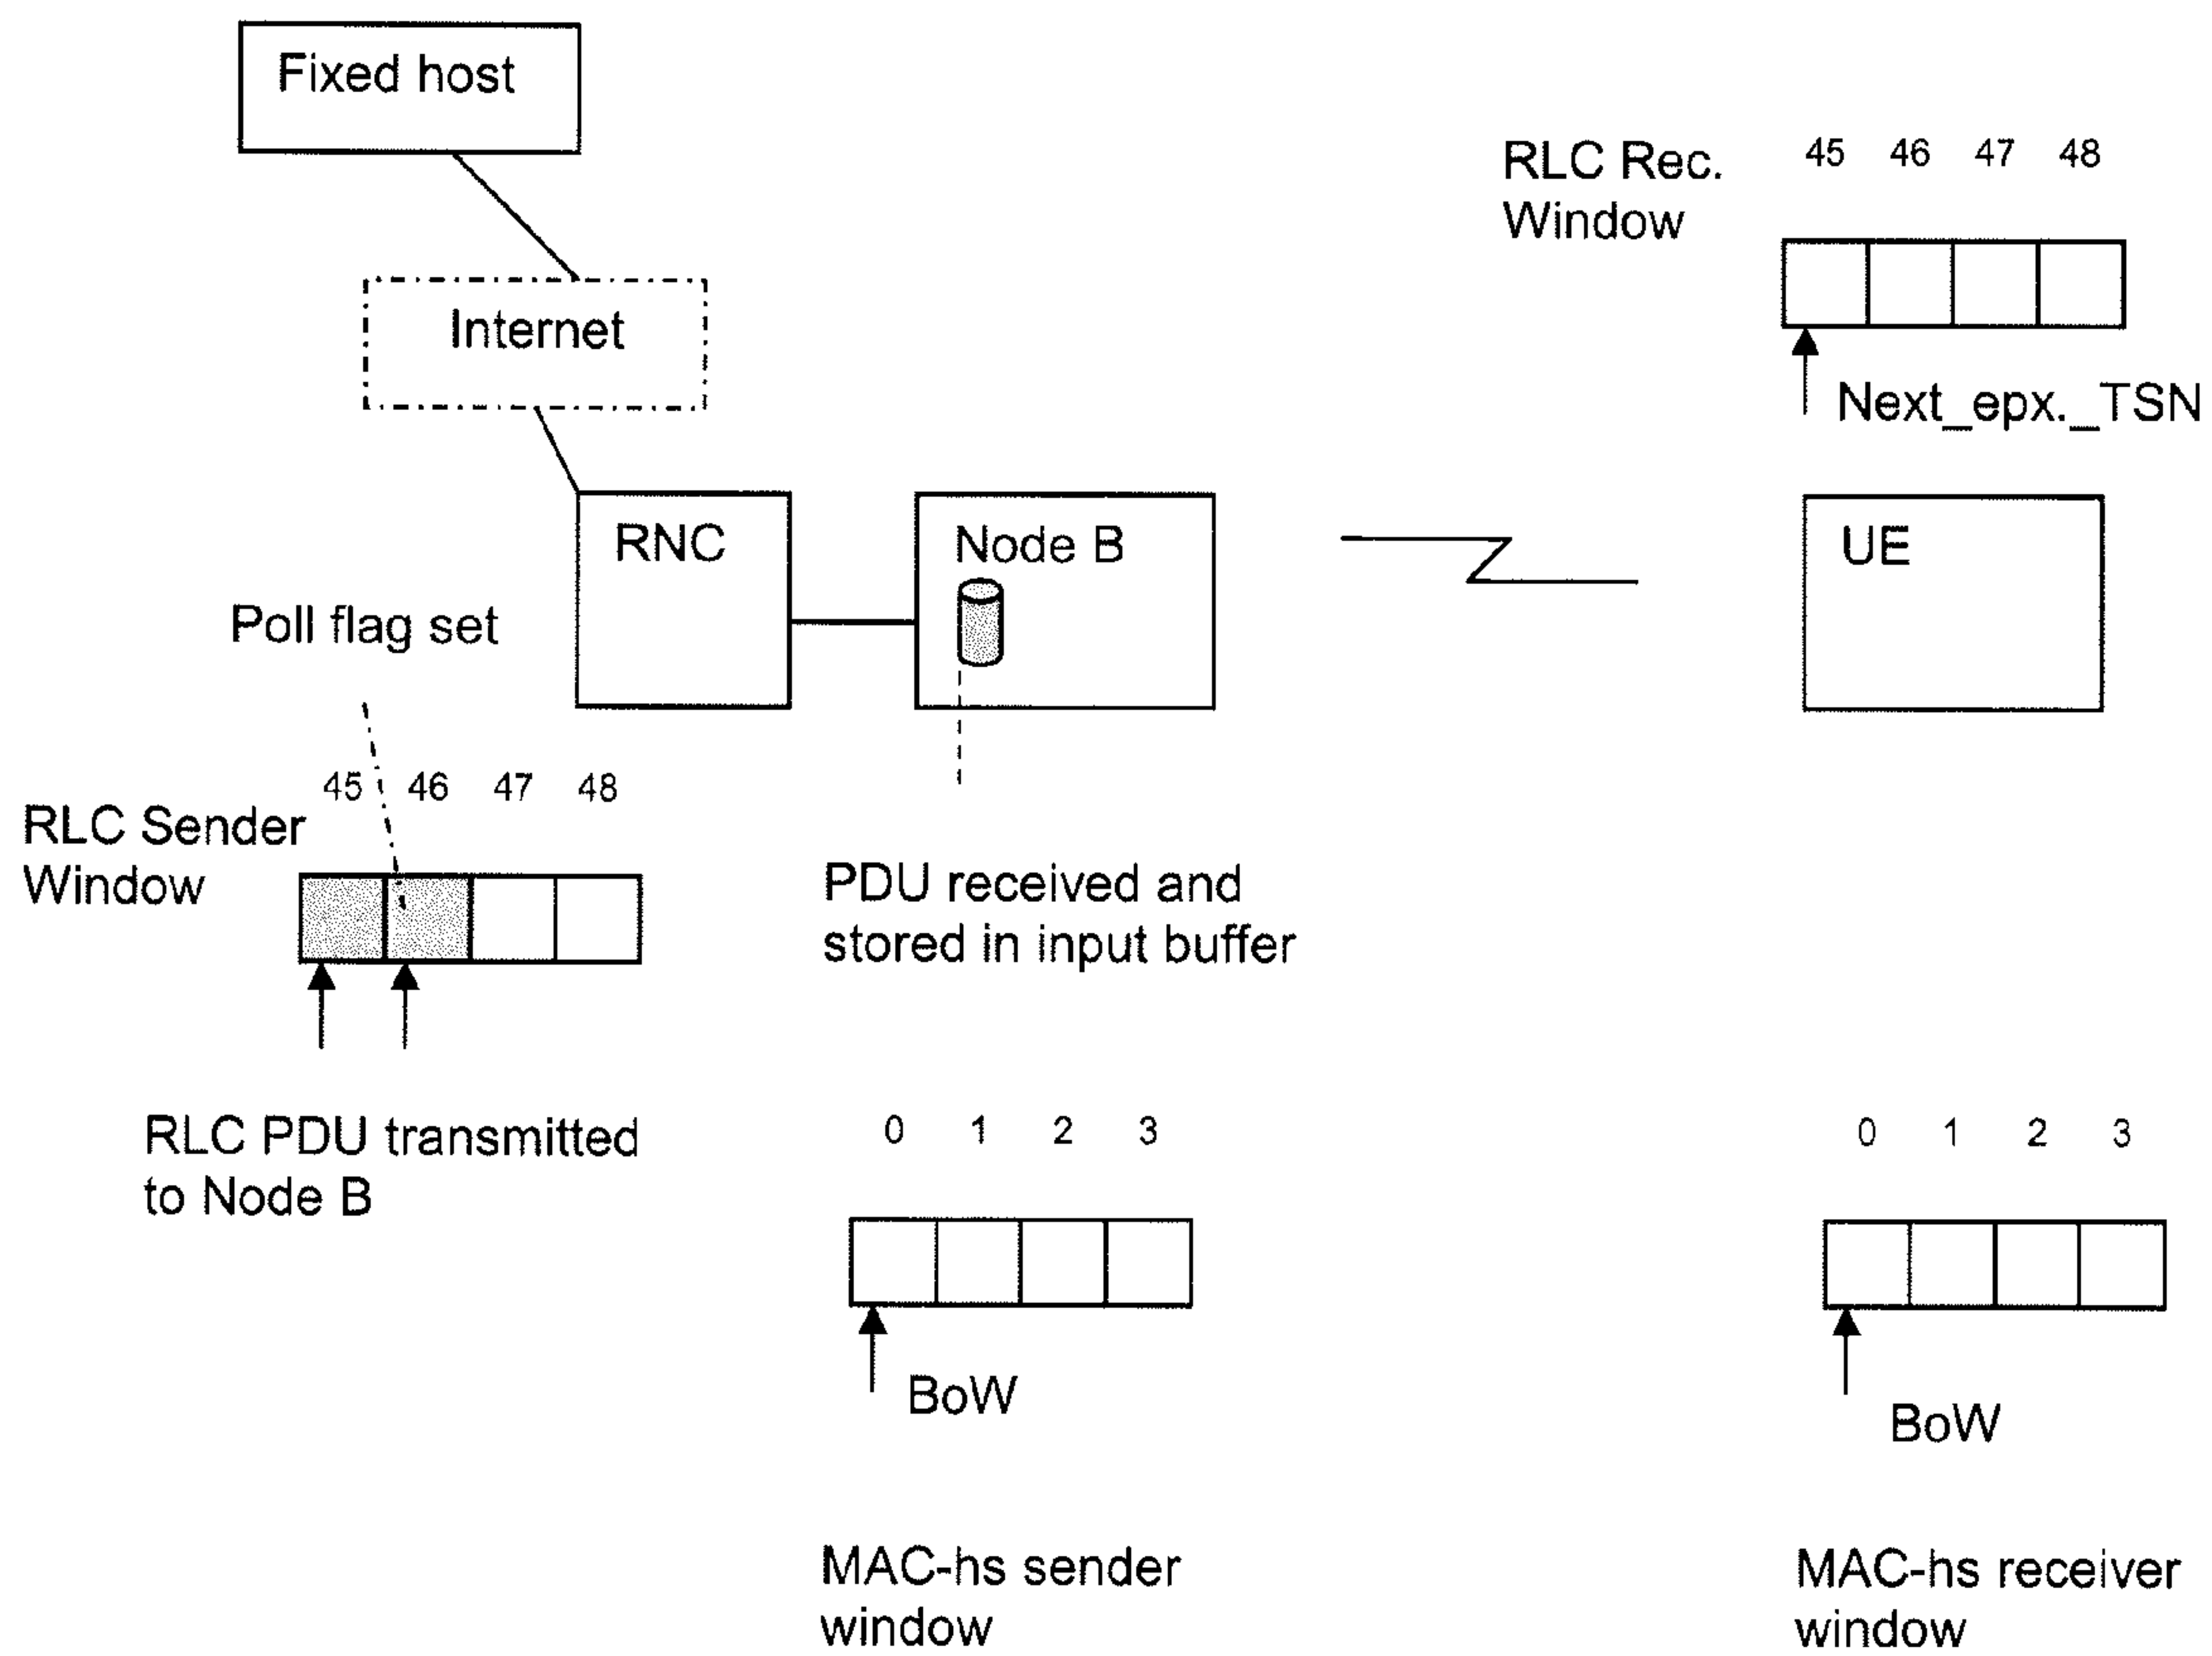 Fixed host
Internet
RLC Rec.
Window
45 46 47 48
Next_epx._TSN
RNC
Node B
UE
Poll flag set
45 46 47 48
RLC Sender
Window
PDU received and
stored in input buffer
RLC PDU transmitted
to Node B
0 1 2 3
BoW
MAC-hs sender
window
0 1 2 3
BoW
MAC-hs receiver
window